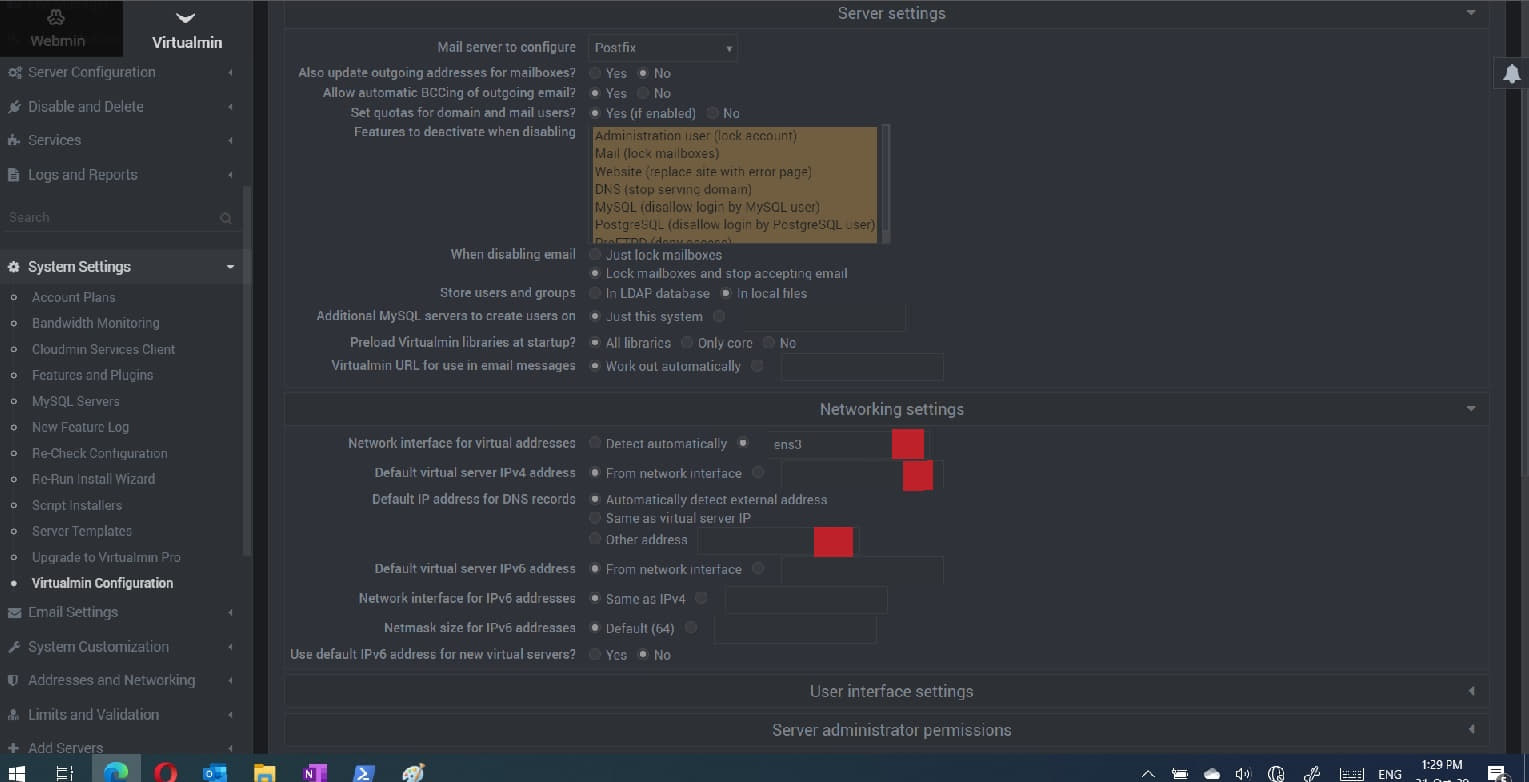 Webmin
Virtualmin
Server Configuration
Disable and Delete
Services
Logs and Reports
Search
System Settings
Account Plans
Bandwidth Monitoring
Cloudmin Services Client
Features and Plugins
MySQL Servers
New Feature Log
Re-Check Configuration
Re-Run Install Wizard
Script Installers
Server Templates
Upgrade to Virtualmin Pro
Virtualmin Configuration
Email Settings
System Customization
Addresses and Networking
Limits and Validation
Add Servers
Server settings
Mail server to configure Postfix
Also update outgoing addresses for mailboxes? Yes No
Allow automatic BCCing of outgoing email? Yes No
Set quotas for domain and mail users? Yes (if enabled) No
Features to deactivate when disabling
Administration user (lock account)
Mail (lock mailboxes)
Website (replace site with error page)
DNS (stop serving domain)
MySQL (disallow login by MySQL user)
PostgreSQL (disallow login by PostgreSQL user)
ProFTPD (deny access)
When disabling email Just lock mailboxes
Lock mailboxes and stop accepting email
Store users and groups In LDAP database In local files
Additional MySQL servers to create users on Just this system
Preload Virtualmin libraries at startup? All libraries Only core No
Virtualmin URL for use in email messages Work out automatically
Networking settings
Network interface for virtual addresses Detect automatically ens3
Default virtual server IPv4 address From network interface
Default IP address for DNS records Automatically detect external address
Same as virtual server IP
Other address
Default virtual server IPv6 address From network interface
Network interface for IPv6 addresses Same as IPv4
Netmask size for IPv6 addresses Default (64)
Use default IPv6 address for new virtual servers? Yes No
User interface settings
Server administrator permissions
ENG
1:29 PM